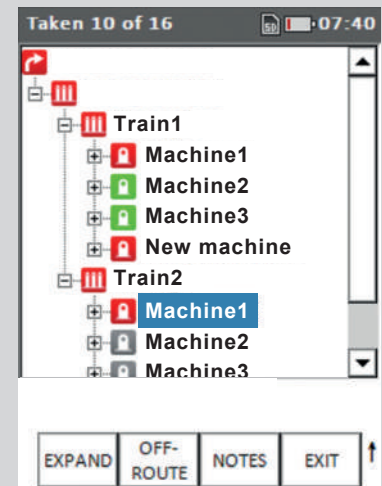 Taken 10 of 16 SD 07:40
Train1
Machine1
Machine2
Machine3
New machine
Train2
Machine1
Machine2
Machine3
EXPAND OFF-ROUTE NOTES EXIT